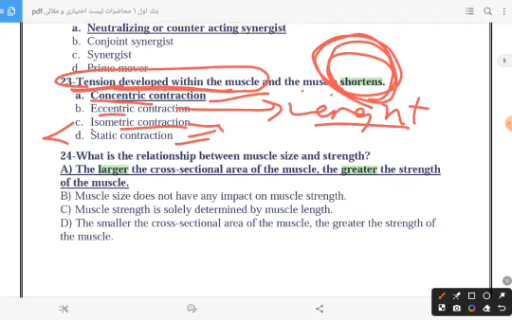 بنك اول ٦ محاضرات تيست اختياري و مقالي.pdf
a. Neutralizing or counter acting synergist
b. Conjoint synergist
c. Synergist
d. Prime mover
23-Tension developed within the muscle and the muscle shortens.
a. Concentric contraction
b. Eccentric contraction
c. Isometric contraction
d. Static contraction
Lenght
24-What is the relationship between muscle size and strength?
A) The larger the cross-sectional area of the muscle, the greater the strength
of the muscle.
B) Muscle size does not have any impact on muscle strength.
C) Muscle strength is solely determined by muscle length.
D) The smaller the cross-sectional area of the muscle, the greater the strength of
the muscle.